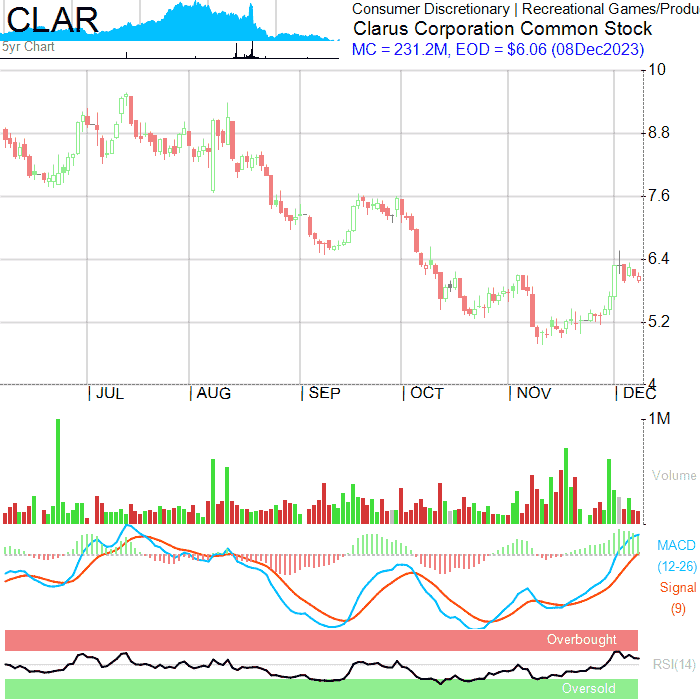 CLAR
5yr Chart
Consumer Discretionary | Recreational Games/Produ
Clarus Corporation Common Stock
MC = 231.2M, EOD = $6.06 (08Dec2023)
10
8.8
7.6
6.4
5.2
4
JUL AUG SEP OCT NOV DEC
1M
Volume
MACD
(12-26)
Signal
(9)
Overbought
RSI(14)
Oversold